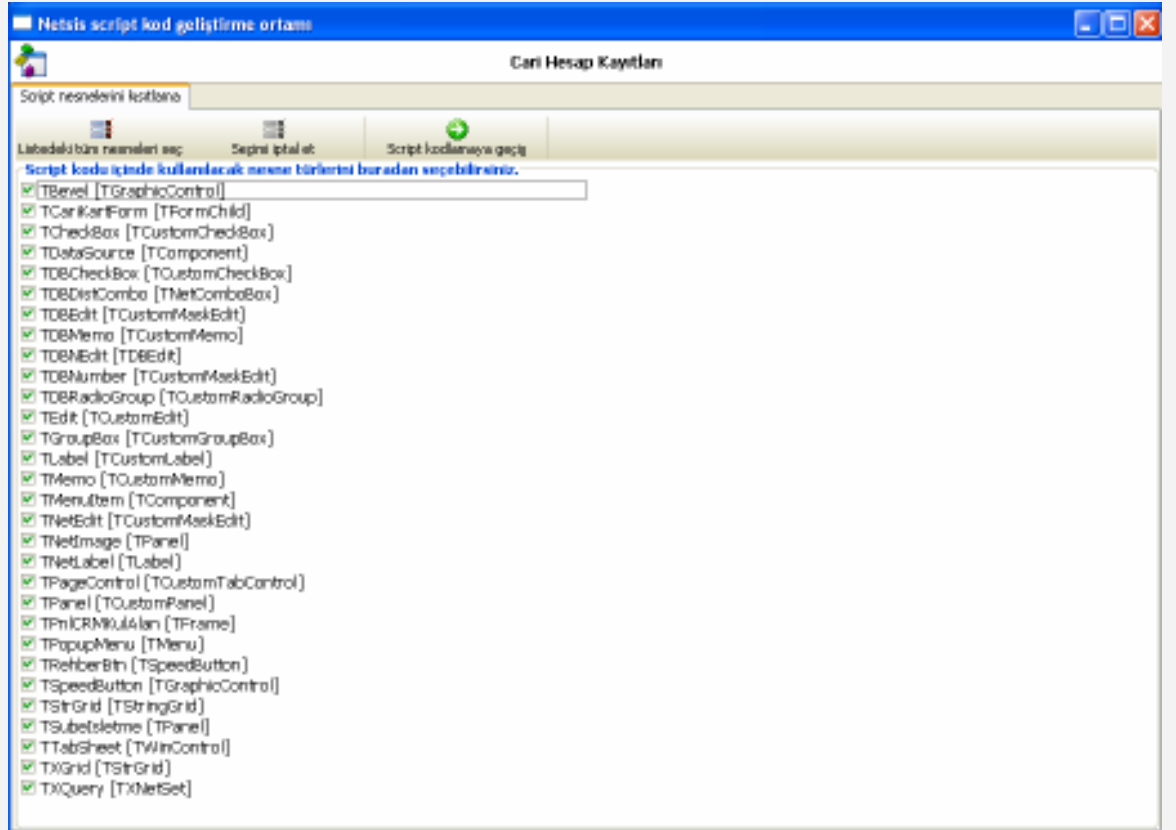 Netsis script kod geliştirme ortamı
Cari Hesap Kayıtları
Script nesnelerini kısıtlama
Listedeki tüm nesneleri seç
Seçimi iptal et
Script kodlamaya geçiş
Script kodu içinde kullanılacak nesne türlerini buradan seçebilirsiniz.
TBevel [TGraphicControl]
TCariKartForm [TFormChild]
TCheckBox [TCustomCheckBox]
TDataSource [TComponent]
TDBCheckBox [TCustomCheckBox]
TDBDistCombo [TNetComboBox]
TDBEdit [TCustomMaskEdit]
TDBMemo [TCustomMemo]
TDBNEdit [TDBEdit]
TDBNumber [TCustomMaskEdit]
TDBRadioGroup [TCustomRadioGroup]
TEdit [TCustomEdit]
TGroupBox [TCustomGroupBox]
TLabel [TCustomLabel]
TMemo [TCustomMemo]
TMenuItem [TComponent]
TNetEdit [TCustomMaskEdit]
TNetImage [TPanel]
TNetLabel [TLabel]
TPageControl [TCustomTabControl]
TPanel [TCustomPanel]
TPnlCRMKulAlan [TFrame]
TPopupMenu [TMenu]
TRehberBtn [TSpeedButton]
TSpeedButton [TGraphicControl]
TStrGrid [TStringGrid]
TSubeIsletme [TPanel]
TTabSheet [TWinControl]
TXGrid [TStrGrid]
TXQuery [TXNetSet]